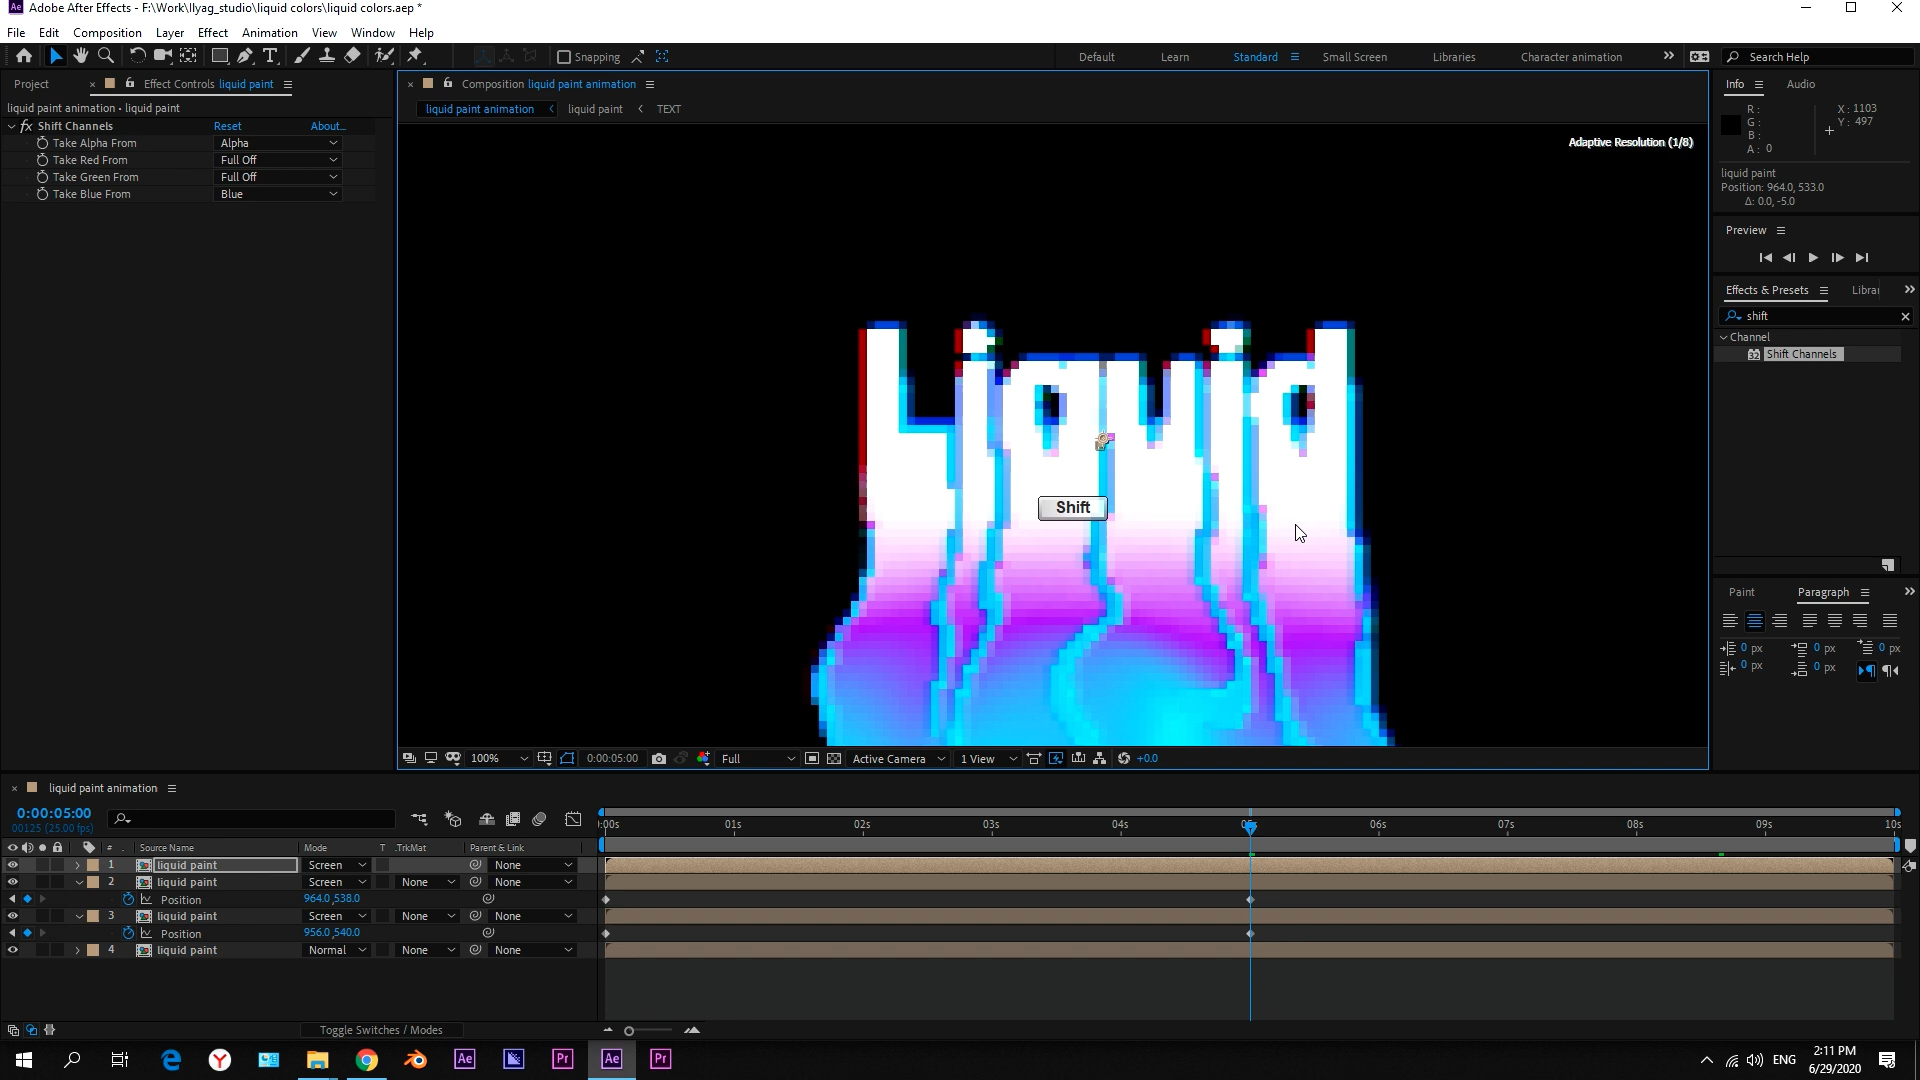 Adobe After Effects - F:\Work\Ilyag_studio\liquid colors\liquid colors.aep *
File Edit Composition Layer Effect Animation View Window Help
Snapping
Default Learn Standard Small Screen Libraries Character animation Search Help
Project Effect Controls liquid paint
liquid paint animation • liquid paint
fx Shift Channels Reset About...
Take Alpha From Alpha
Take Red From Full Off
Take Green From Full Off
Take Blue From Blue
Composition liquid paint animation
liquid paint animation liquid paint TEXT
Adaptive Resolution (1/8)
Liquid
Shift
100% 0:00:05:00 Full Active Camera 1 View +0.0
Info Audio
R:
G:
B:
A: 0
X: 1103
Y: 497
liquid paint
Position: 964.0, 533.0
Δ: 0.0, -5.0
Preview
Effects & Presets Librar
shift
Channel
32 Shift Channels
Paint Paragraph
0 px 0 px 0 px
0 px 0 px
liquid paint animation
0:00:05:00
00125 (25.00 fps)
:00s 01s 02s 03s 04s 06s 07s 08s 09s 10s
# Source Name Mode T .TrkMat Parent & Link
1 liquid paint Screen None
2 liquid paint Screen None None
Position 964.0,538.0
3 liquid paint Screen None None
Position 956.0,540.0
4 liquid paint Normal None None
Toggle Switches / Modes
Ae Pr Ae Pr
ENG
2:11 PM
6/29/2020